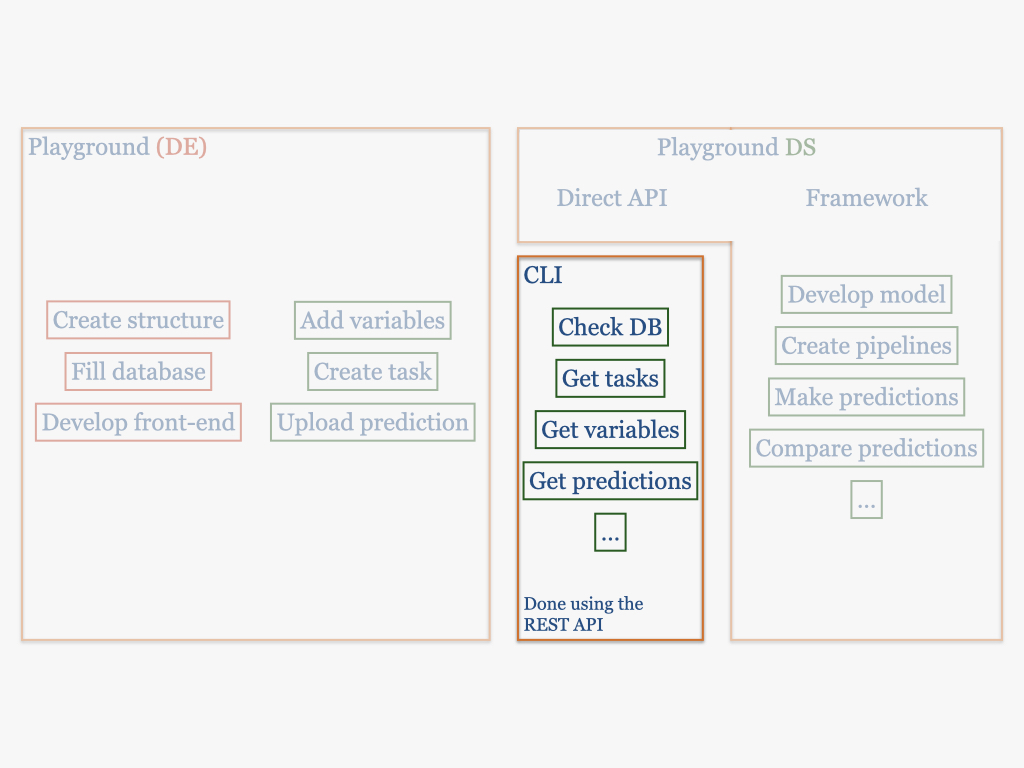 Playground (DE)
Create structure
Fill database
Develop front-end
Add variables
Create task
Upload prediction
Playground DS
Direct API
Framework
CLI
Check DB
Get tasks
Get variables
Get predictions
...
Done using the
REST API
Develop model
Create pipelines
Make predictions
Compare predictions
...